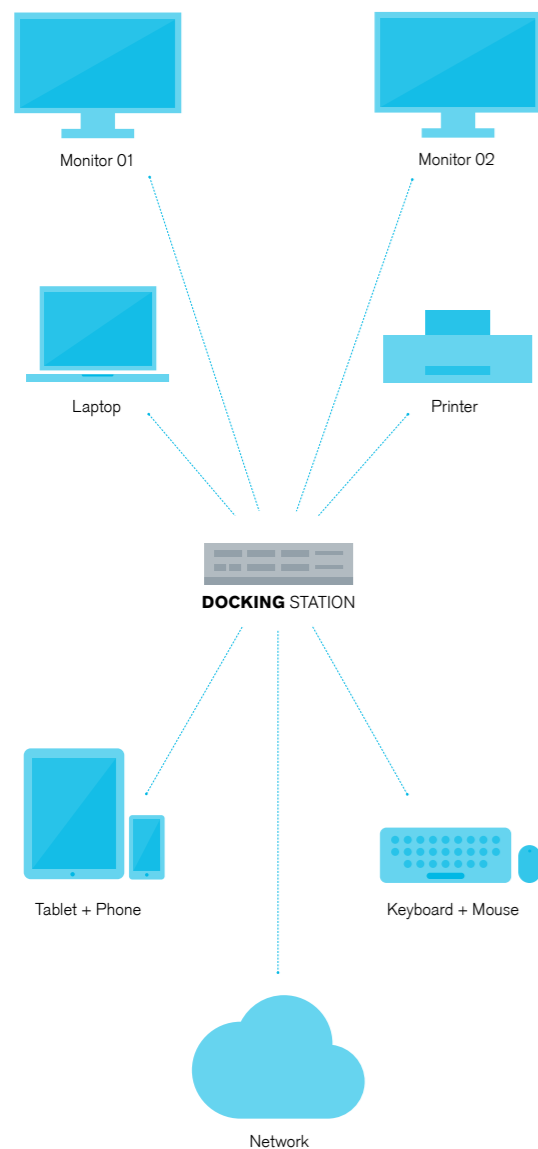 Monitor 01
Monitor 02
Laptop
Printer
DOCKING STATION
Tablet + Phone
Keyboard + Mouse
Network